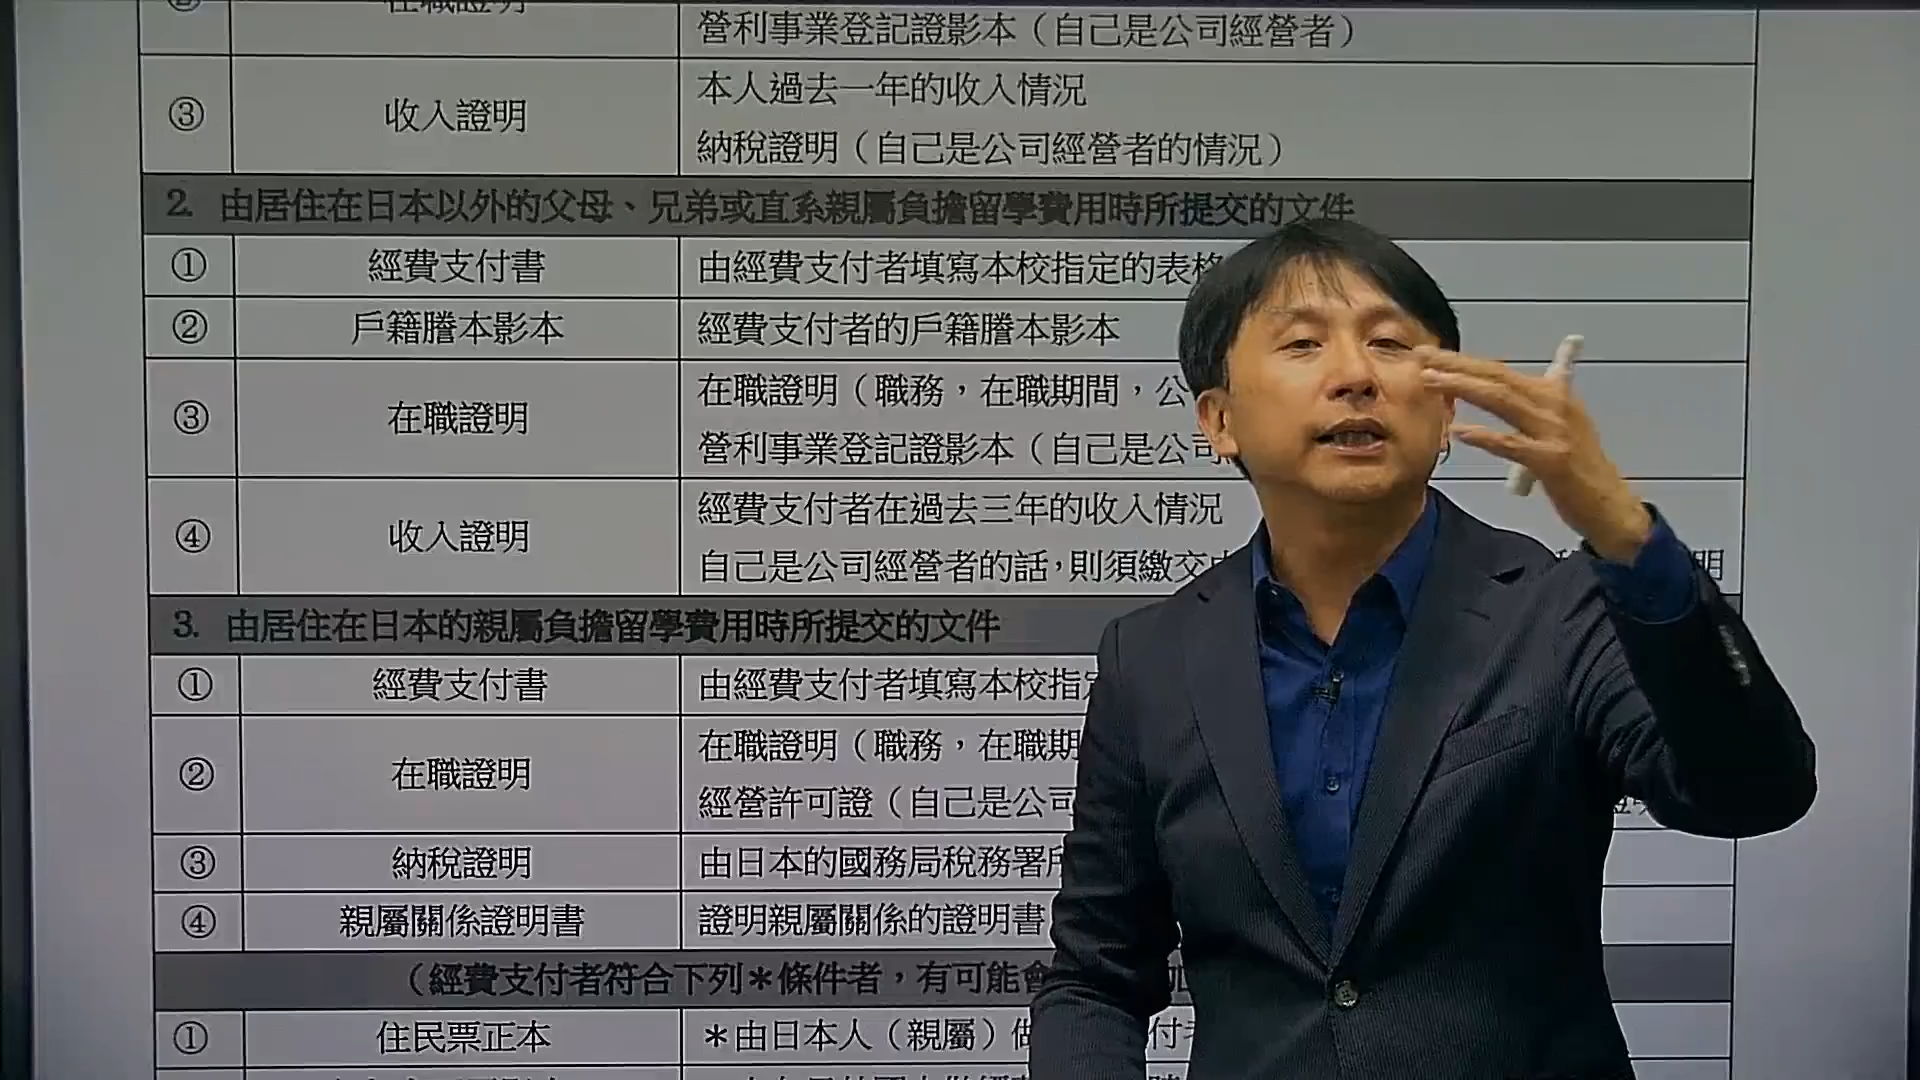 營利事業登記證影本（自己是公司經營者）
③
收入證明
本人過去一年的收入情況
納稅證明（自己是公司經營者的情況）
2. 由居住在日本以外的父母、兄弟或直系親屬負擔留學費用時所提交的文件
①
經費支付書
由經費支付者填寫本校指定的表格
②
戶籍謄本影本
經費支付者的戶籍謄本影本
③
在職證明
在職證明（職務，在職期間，公
營利事業登記證影本（自己是公司
④
收入證明
經費支付者在過去三年的收入情況
自己是公司經營者的話，則須繳交 明
3. 由居住在日本的親屬負擔留學費用時所提交的文件
①
經費支付書
由經費支付者填寫本校指定
②
在職證明
在職證明（職務，在職期
經營許可證（自己是公司
③
納稅證明
由日本的國務局稅務署所
④
親屬關係證明書
證明親屬關係的證明書
（經費支付者符合下列＊條件者，有可能會
①
住民票正本
＊由日本人（親屬）做 付